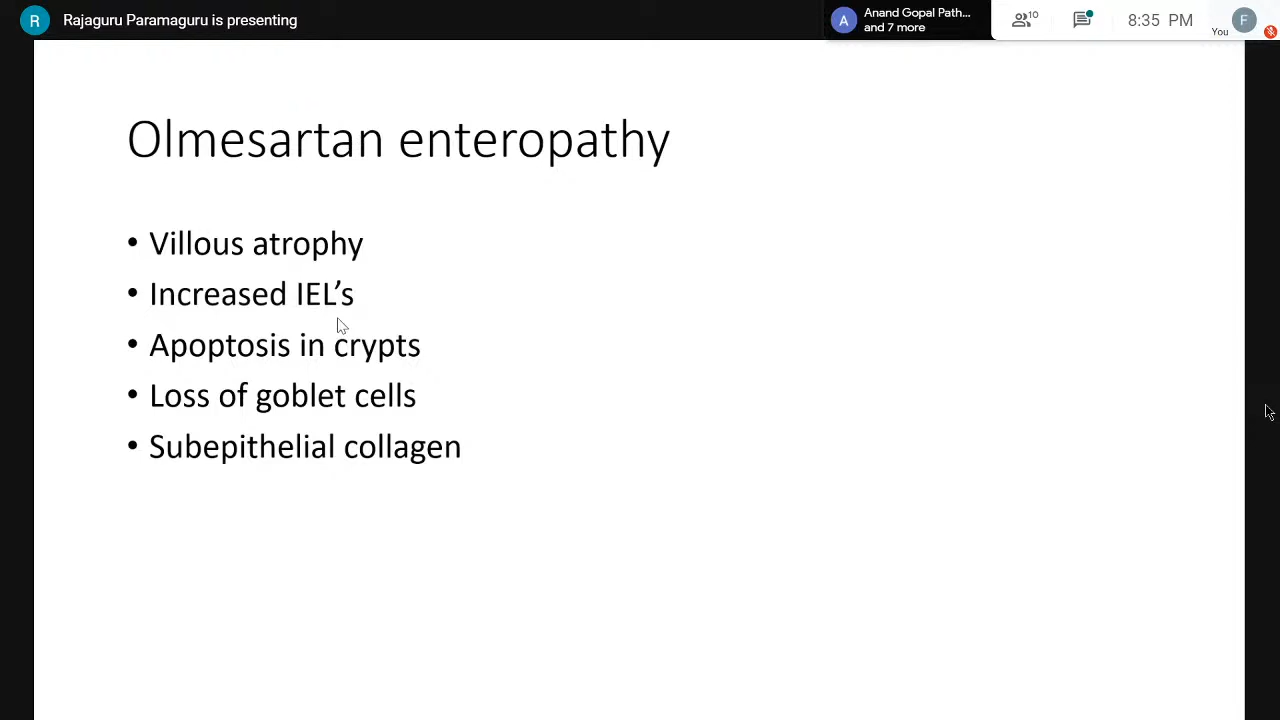 R Rajaguru Paramaguru is presenting
A Anand Gopal Path...
and 7 more
10
8:35 PM
You
F
Olmesartan enteropathy
• Villous atrophy
• Increased IEL’s
• Apoptosis in crypts
• Loss of goblet cells
• Subepithelial collagen